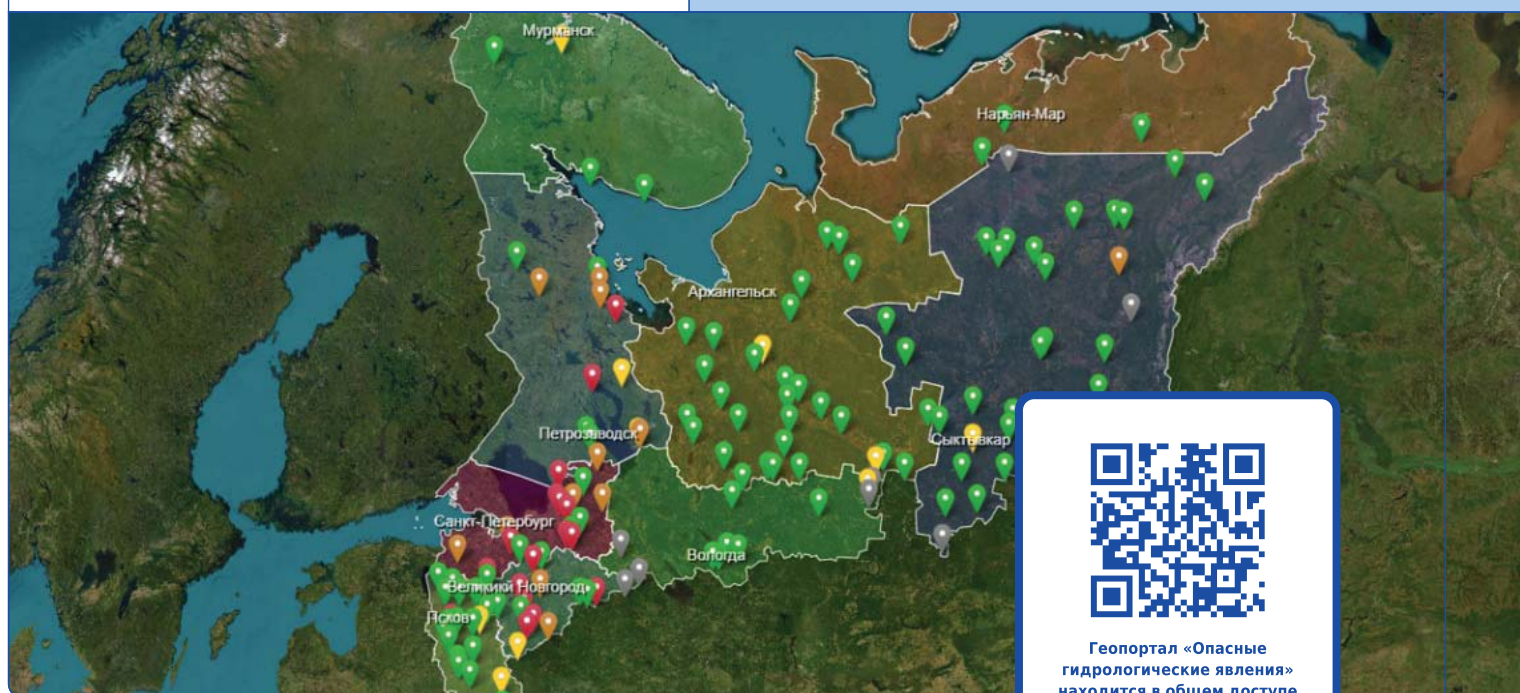 Мурманск
Нарьян-Мар
Архангельск
Петрозаводск
Сыктывкар
Санкт-Петербург
Вологда
Великий Новгород
Псков
Геопортал «Опасные
гидрологические явления»
находится в общем доступе